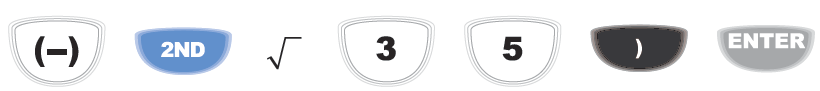 (–) 2ND √ 3 5 ) ENTER